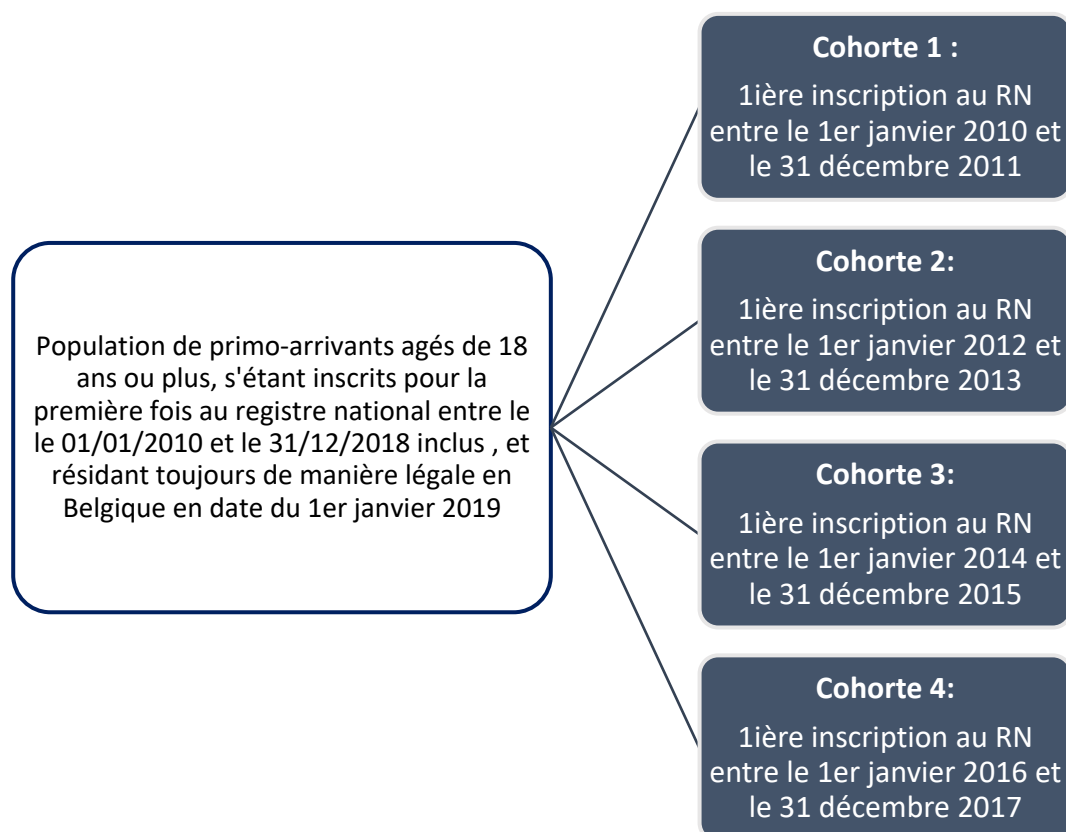 Population de primo-arrivants agés de 18
ans ou plus, s'étant inscrits pour la
première fois au registre national entre le
le 01/01/2010 et le 31/12/2018 inclus , et
résidant toujours de manière légale en
Belgique en date du 1er janvier 2019
Cohorte 1 :
1ière inscription au RN
entre le 1er janvier 2010 et
le 31 décembre 2011
Cohorte 2:
1ière inscription au RN
entre le 1er janvier 2012 et
le 31 décembre 2013
Cohorte 3:
1ière inscription au RN
entre le 1er janvier 2014 et
le 31 décembre 2015
Cohorte 4:
1ière inscription au RN
entre le 1er janvier 2016 et
le 31 décembre 2017